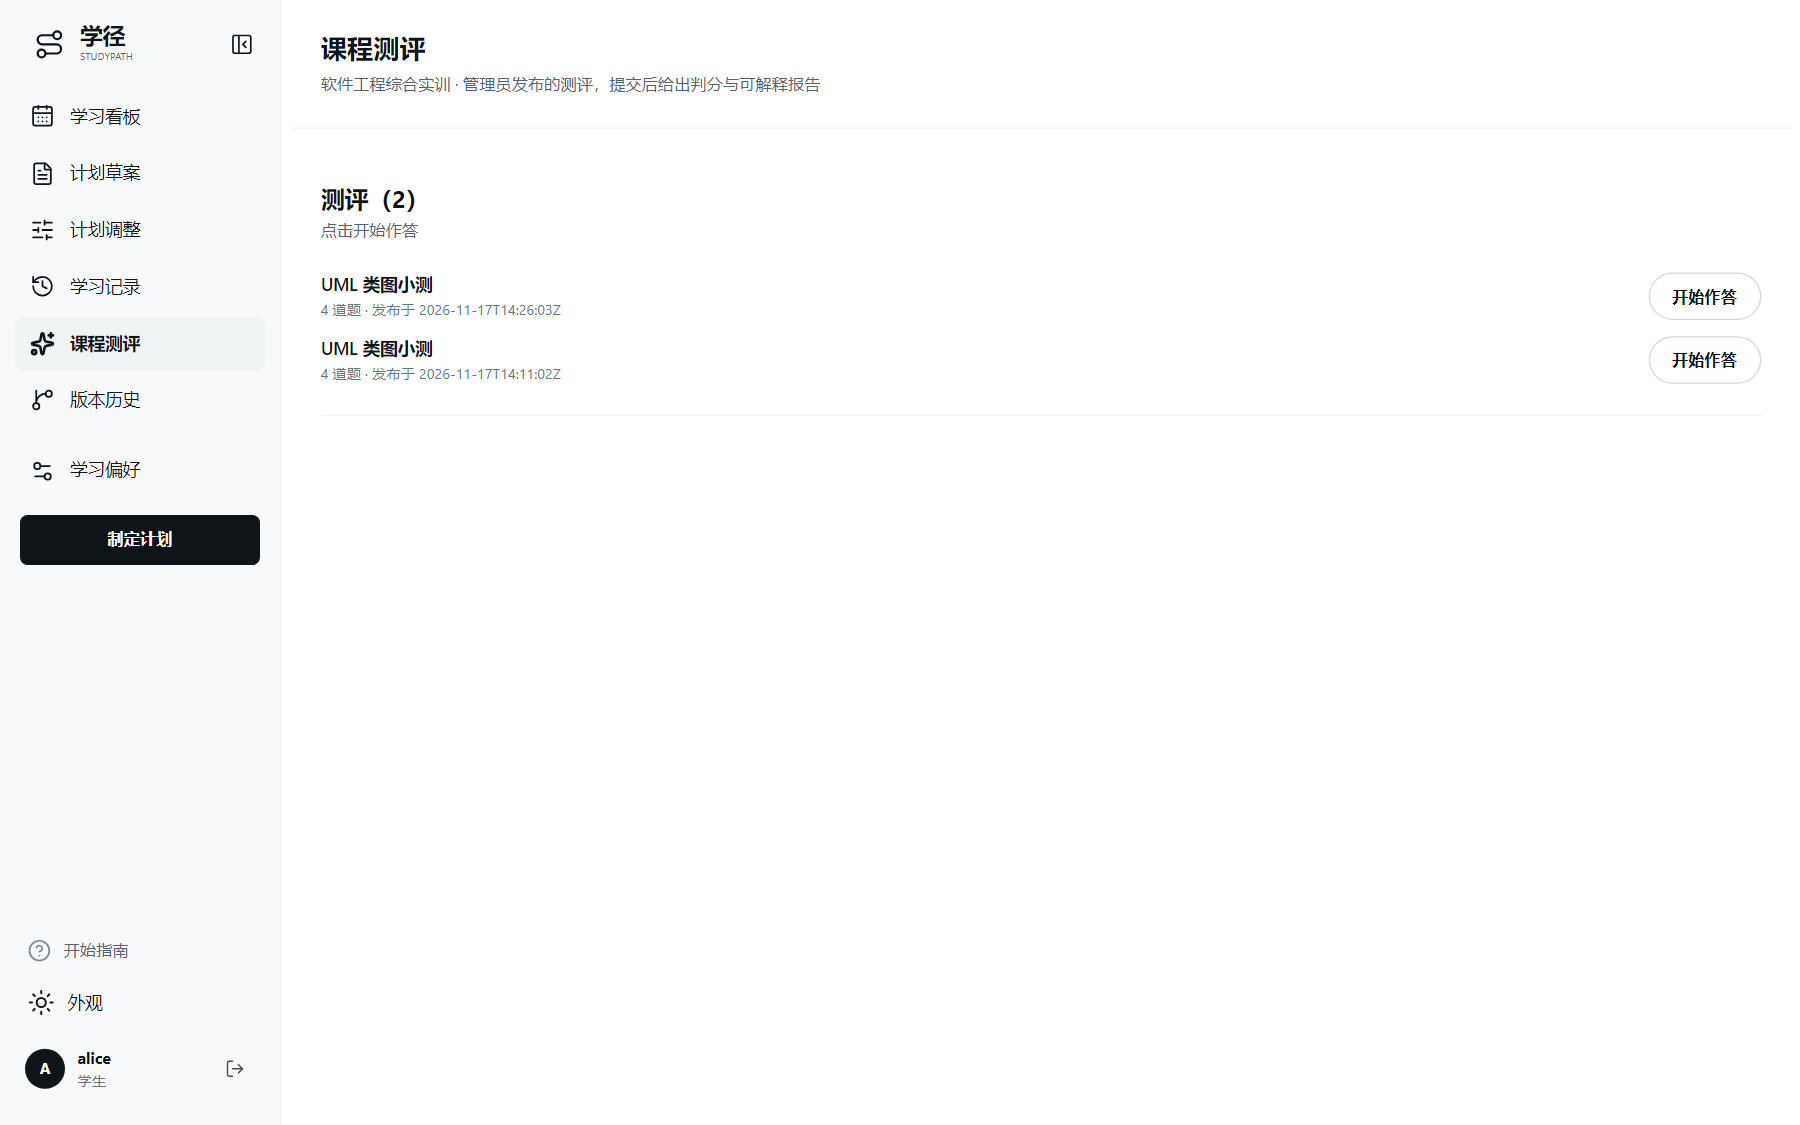 学径
STUDYPATH
学习看板
计划草案
计划调整
学习记录
课程测评
版本历史
学习偏好
制定计划
开始指南
外观
A
alice
学生
课程测评
软件工程综合实训 · 管理员发布的测评，提交后给出判分与可解释报告
测评（2）
点击开始作答
UML 类图小测
4 道题 · 发布于 2026-11-17T14:26:03Z
开始作答
UML 类图小测
4 道题 · 发布于 2026-11-17T14:11:02Z
开始作答